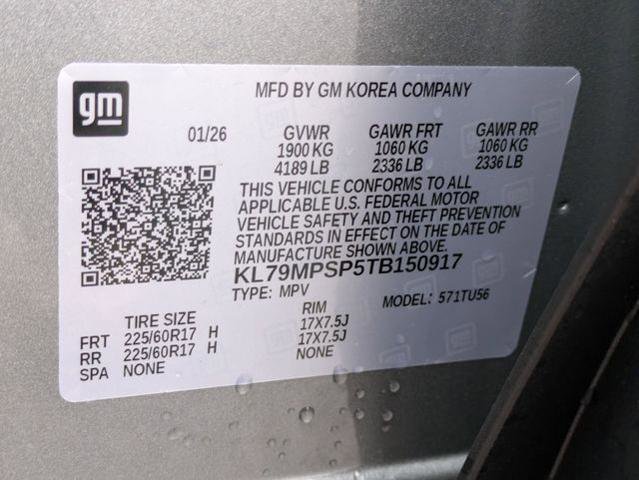 gm
MFD BY GM KOREA COMPANY
01/26 GVWR GAWR FRT GAWR RR
1900 KG 1060 KG 1060 KG
4189 LB 2336 LB 2336 LB
THIS VEHICLE CONFORMS TO ALL
APPLICABLE U.S. FEDERAL MOTOR
VEHICLE SAFETY AND THEFT PREVENTION
STANDARDS IN EFFECT ON THE DATE OF
MANUFACTURE SHOWN ABOVE.
KL79MPSP5TB150917
TYPE: MPV MODEL: 571TU56
TIRE SIZE RIM
FRT 225/60R17 H 17X7.5J
RR 225/60R17 H 17X7.5J
SPA NONE NONE